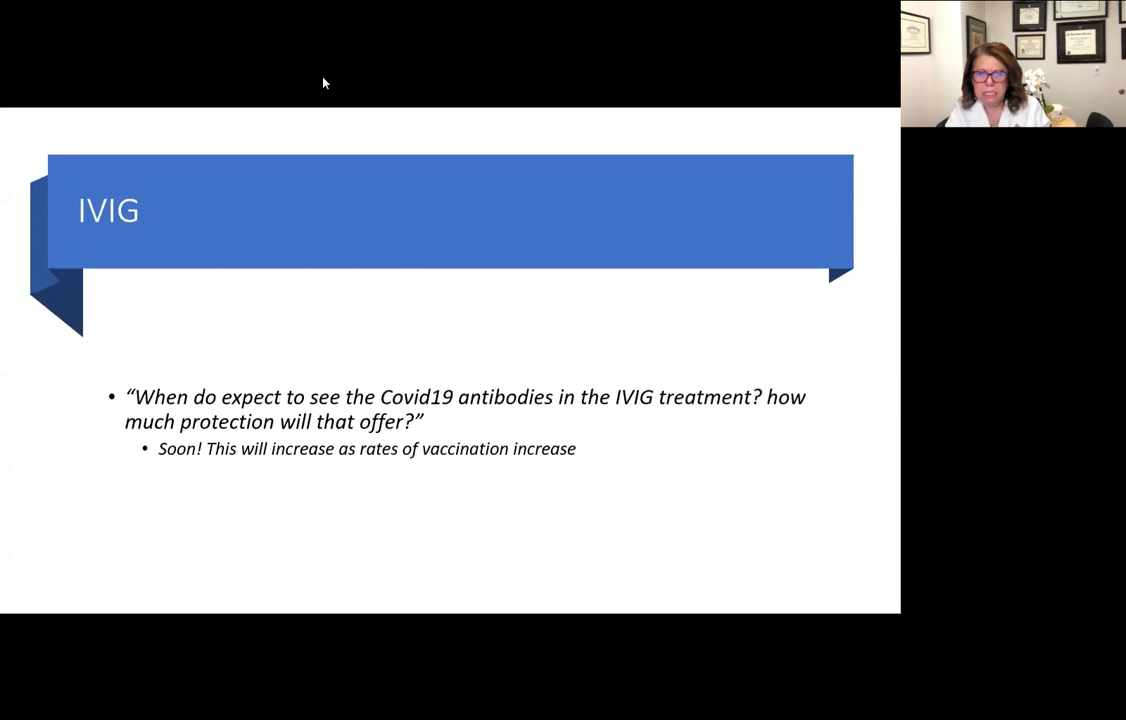 IVIG
• “When do expect to see the Covid19 antibodies in the IVIG treatment? how
much protection will that offer?”
• Soon! This will increase as rates of vaccination increase